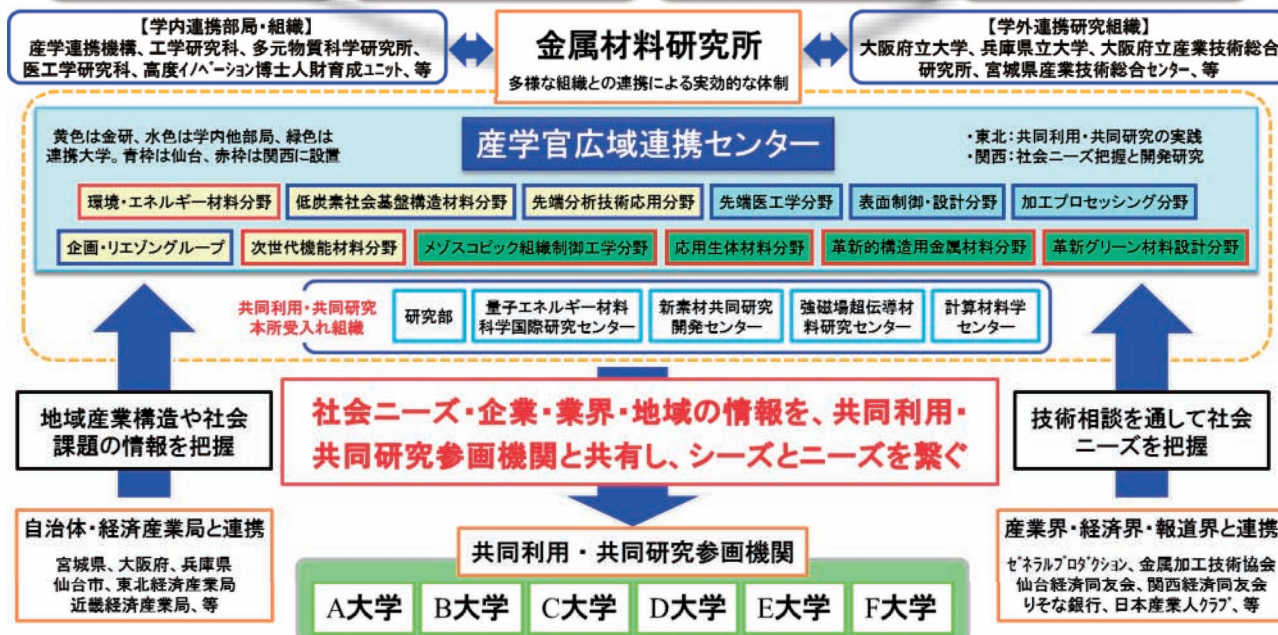 【学内連携部局・組織】
産学連携機構、工学研究科、多元物質科学研究所、
医工学研究科、高度イノベーション博士人財育成ユニット、等
金属材料研究所
多様な組織との連携による実効的な体制
【学外連携研究組織】
大阪府立大学、兵庫県立大学、大阪府立産業技術総合
研究所、宮城県産業技術総合センター、等
黄色は金研、水色は学内他部局、緑色は
連携大学。青枠は仙台、赤枠は関西に設置
産学官広域連携センター
・東北：共同利用・共同研究の実践
・関西：社会ニーズ把握と開発研究
環境・エネルギー材料分野
低炭素社会基盤構造材料分野
先端分析技術応用分野
先端医工学分野
表面制御・設計分野
加工プロセッシング分野
企画・リエゾングループ
次世代機能材料分野
メゾスコピック組織制御工学分野
応用生体材料分野
革新的構造用金属材料分野
革新グリーン材料設計分野
共同利用・共同研究
本所受入れ組織
研究部
量子エネルギー材料
科学国際研究センター
新素材共同研究
開発センター
強磁場超伝導材
料研究センター
計算材料学
センター
地域産業構造や社会
課題の情報を把握
社会ニーズ・企業・業界・地域の情報を、共同利用・
共同研究参画機関と共有し、シーズとニーズを繋ぐ
技術相談を通して社会
ニーズを把握
自治体・経済産業局と連携
宮城県、大阪府、兵庫県
仙台市、東北経済産業局
近畿経済産業局、等
共同利用・共同研究参画機関
A大学
B大学
C大学
D大学
E大学
F大学
産業界・経済界・報道界と連携
ゼネラルプロダクション、金属加工技術協会
仙台経済同友会、関西経済同友会
りそな銀行、日本産業人クラブ、等